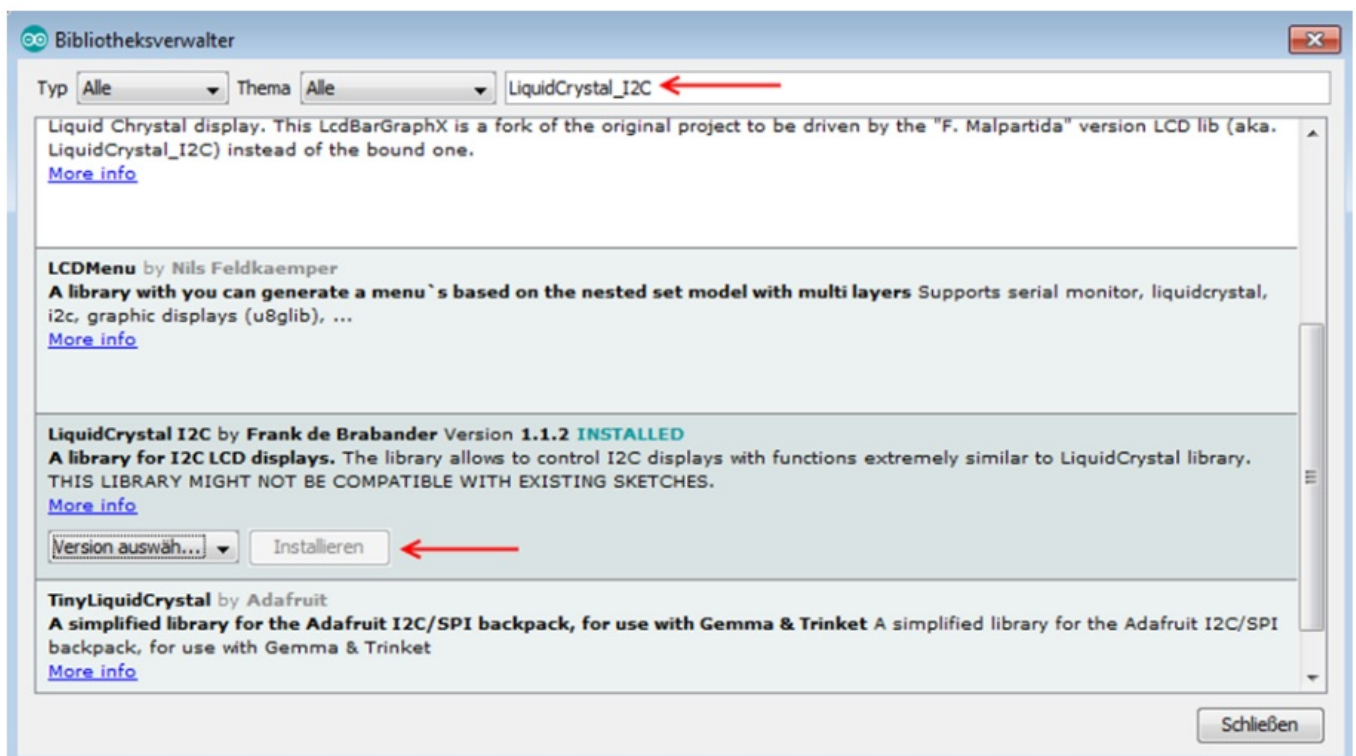 Bibliotheksverwalter
Typ Alle Thema Alle LiquidCrystal_I2C
Liquid Chrystal display. This LcdBarGraphX is a fork of the original project to be driven by the "F. Malpartida" version LCD lib (aka.
LiquidCrystal_I2C) instead of the bound one.
More info
LCDMenu by Nils Feldkaemper
A library with you can generate a menu`s based on the nested set model with multi layers Supports serial monitor, liquidcrystal,
i2c, graphic displays (u8glib), ...
More info
LiquidCrystal I2C by Frank de Brabander Version 1.1.2 INSTALLED
A library for I2C LCD displays. The library allows to control I2C displays with functions extremely similar to LiquidCrystal library.
THIS LIBRARY MIGHT NOT BE COMPATIBLE WITH EXISTING SKETCHES.
More info
Version auswäh... Installieren
TinyLiquidCrystal by Adafruit
A simplified library for the Adafruit I2C/SPI backpack, for use with Gemma & Trinket A simplified library for the Adafruit I2C/SPI
backpack, for use with Gemma & Trinket
More info
Schließen